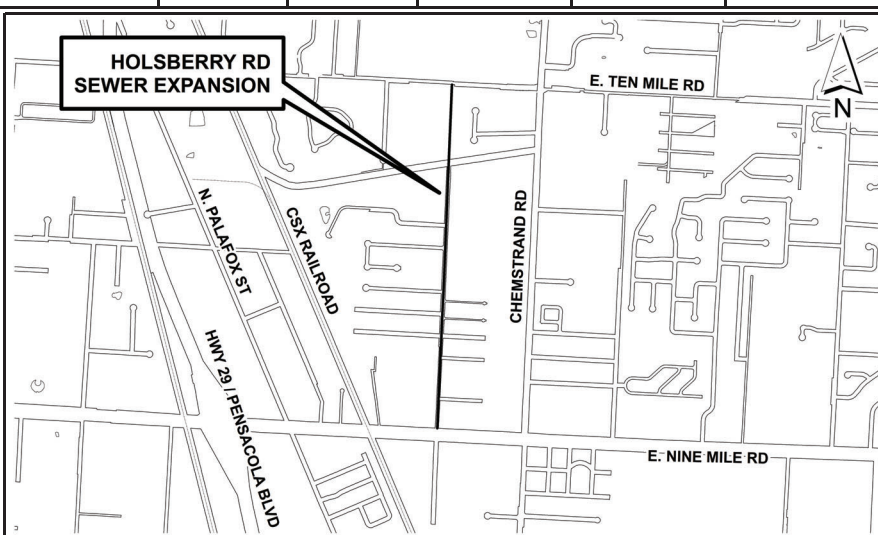 HOLSBERRY RD
SEWER EXPANSION
E. TEN MILE RD
N
N. PALAFOX ST
CSX RAILROAD
CHEMSTRAND RD
HWY 29 / PENSACOLA BLVD
E. NINE MILE RD